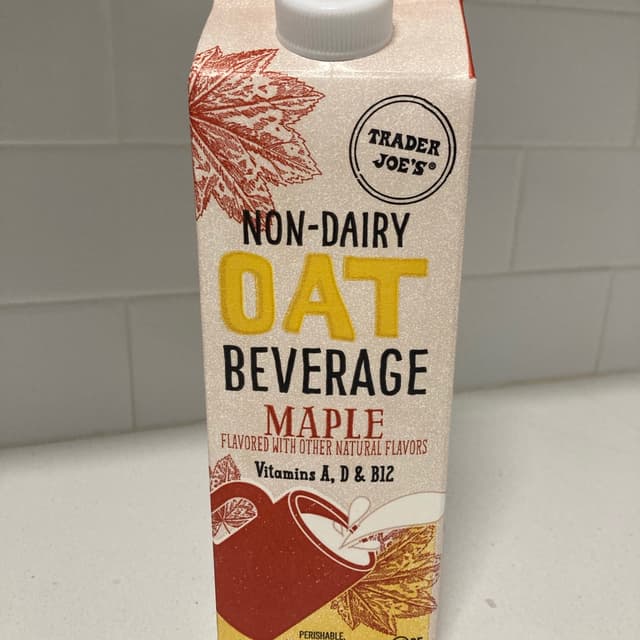 TRADER
JOE'S®
NON-DAIRY
OAT
BEVERAGE
MAPLE
FLAVORED WITH OTHER NATURAL FLAVORS
Vitamins A, D & B12
PERISHABLE.